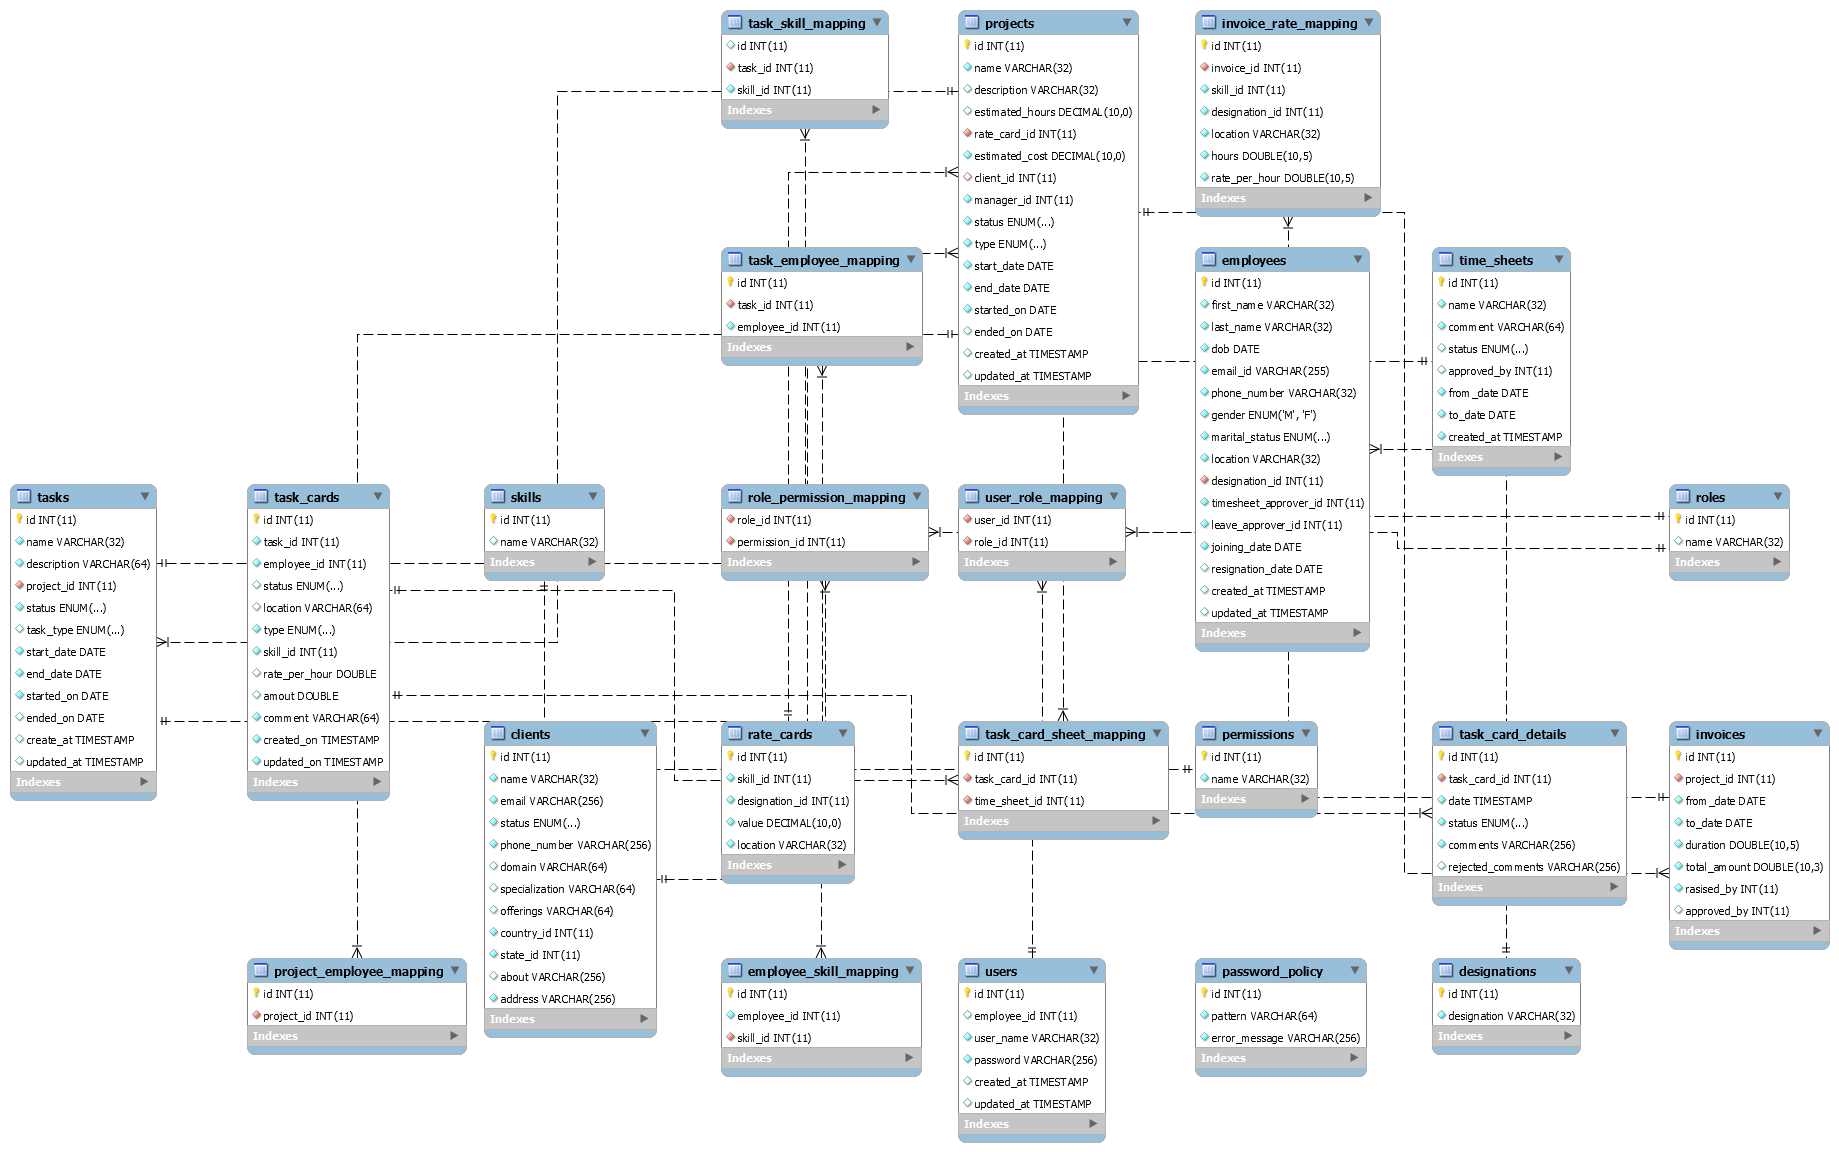 task_skill_mapping
id INT(11)
task_id INT(11)
skill_id INT(11)
Indexes
projects
id INT(11)
name VARCHAR(32)
description VARCHAR(32)
estimated_hours DECIMAL(10,0)
rate_card_id INT(11)
estimated_cost DECIMAL(10,0)
client_id INT(11)
manager_id INT(11)
status ENUM(...)
type ENUM(...)
start_date DATE
end_date DATE
started_on DATE
ended_on DATE
created_at TIMESTAMP
updated_at TIMESTAMP
Indexes
invoice_rate_mapping
id INT(11)
invoice_id INT(11)
skill_id INT(11)
designation_id INT(11)
location VARCHAR(32)
hours DOUBLE(10,5)
rate_per_hour DOUBLE(10,5)
Indexes
task_employee_mapping
id INT(11)
task_id INT(11)
employee_id INT(11)
Indexes
employees
id INT(11)
first_name VARCHAR(32)
last_name VARCHAR(32)
dob DATE
email_id VARCHAR(255)
phone_number VARCHAR(32)
gender ENUM('M', 'F')
marital_status ENUM(...)
location VARCHAR(32)
designation_id INT(11)
timesheet_approver_id INT(11)
leave_approver_id INT(11)
joining_date DATE
resignation_date DATE
created_at TIMESTAMP
updated_at TIMESTAMP
Indexes
time_sheets
id INT(11)
name VARCHAR(32)
comment VARCHAR(64)
status ENUM(...)
approved_by INT(11)
from_date DATE
to_date DATE
created_at TIMESTAMP
Indexes
tasks
id INT(11)
name VARCHAR(32)
description VARCHAR(64)
project_id INT(11)
status ENUM(...)
task_type ENUM(...)
start_date DATE
end_date DATE
started_on DATE
ended_on DATE
create_at TIMESTAMP
updated_at TIMESTAMP
Indexes
task_cards
id INT(11)
task_id INT(11)
employee_id INT(11)
status ENUM(...)
location VARCHAR(64)
type ENUM(...)
skill_id INT(11)
rate_per_hour DOUBLE
amout DOUBLE
comment VARCHAR(64)
created_on TIMESTAMP
updated_on TIMESTAMP
Indexes
skills
id INT(11)
name VARCHAR(32)
Indexes
role_permission_mapping
role_id INT(11)
permission_id INT(11)
Indexes
user_role_mapping
user_id INT(11)
role_id INT(11)
Indexes
roles
id INT(11)
name VARCHAR(32)
Indexes
clients
id INT(11)
name VARCHAR(32)
email VARCHAR(256)
status ENUM(...)
phone_number VARCHAR(256)
domain VARCHAR(64)
specialization VARCHAR(64)
offerings VARCHAR(64)
country_id INT(11)
state_id INT(11)
about VARCHAR(256)
address VARCHAR(256)
Indexes
rate_cards
id INT(11)
skill_id INT(11)
designation_id INT(11)
value DECIMAL(10,0)
location VARCHAR(32)
Indexes
task_card_sheet_mapping
id INT(11)
task_card_id INT(11)
time_sheet_id INT(11)
Indexes
permissions
id INT(11)
name VARCHAR(32)
Indexes
task_card_details
id INT(11)
task_card_id INT(11)
date TIMESTAMP
status ENUM(...)
comments VARCHAR(256)
rejected_comments VARCHAR(256)
Indexes
invoices
id INT(11)
project_id INT(11)
from_date DATE
to_date DATE
duration DOUBLE(10,5)
total_amount DOUBLE(10,3)
rasised_by INT(11)
approved_by INT(11)
Indexes
project_employee_mapping
id INT(11)
project_id INT(11)
Indexes
employee_skill_mapping
id INT(11)
employee_id INT(11)
skill_id INT(11)
Indexes
users
id INT(11)
employee_id INT(11)
user_name VARCHAR(32)
password VARCHAR(256)
created_at TIMESTAMP
updated_at TIMESTAMP
Indexes
password_policy
id INT(11)
pattern VARCHAR(64)
error_message VARCHAR(256)
Indexes
designations
id INT(11)
designation VARCHAR(32)
Indexes